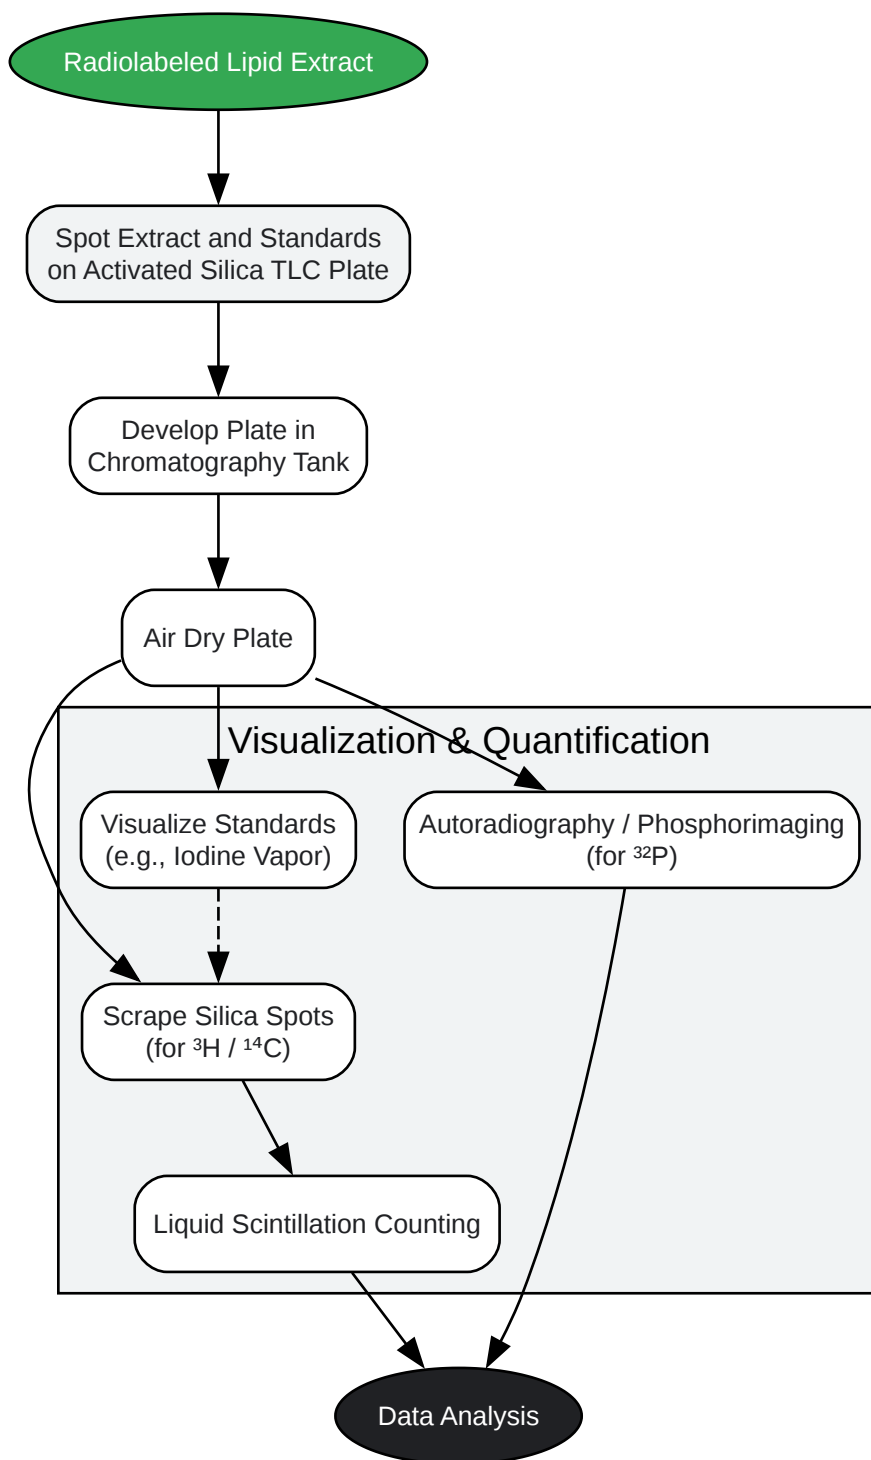 Radiolabeled Lipid Extract
Spot Extract and Standards
on Activated Silica TLC Plate
Develop Plate in
Chromatography Tank
Air Dry Plate
Visualization & Quantification
Visualize Standards
(e.g., Iodine Vapor)
Autoradiography / Phosphorimaging
(for ³²P)
Scrape Silica Spots
(for ³H / ¹⁴C)
Liquid Scintillation Counting
Data Analysis